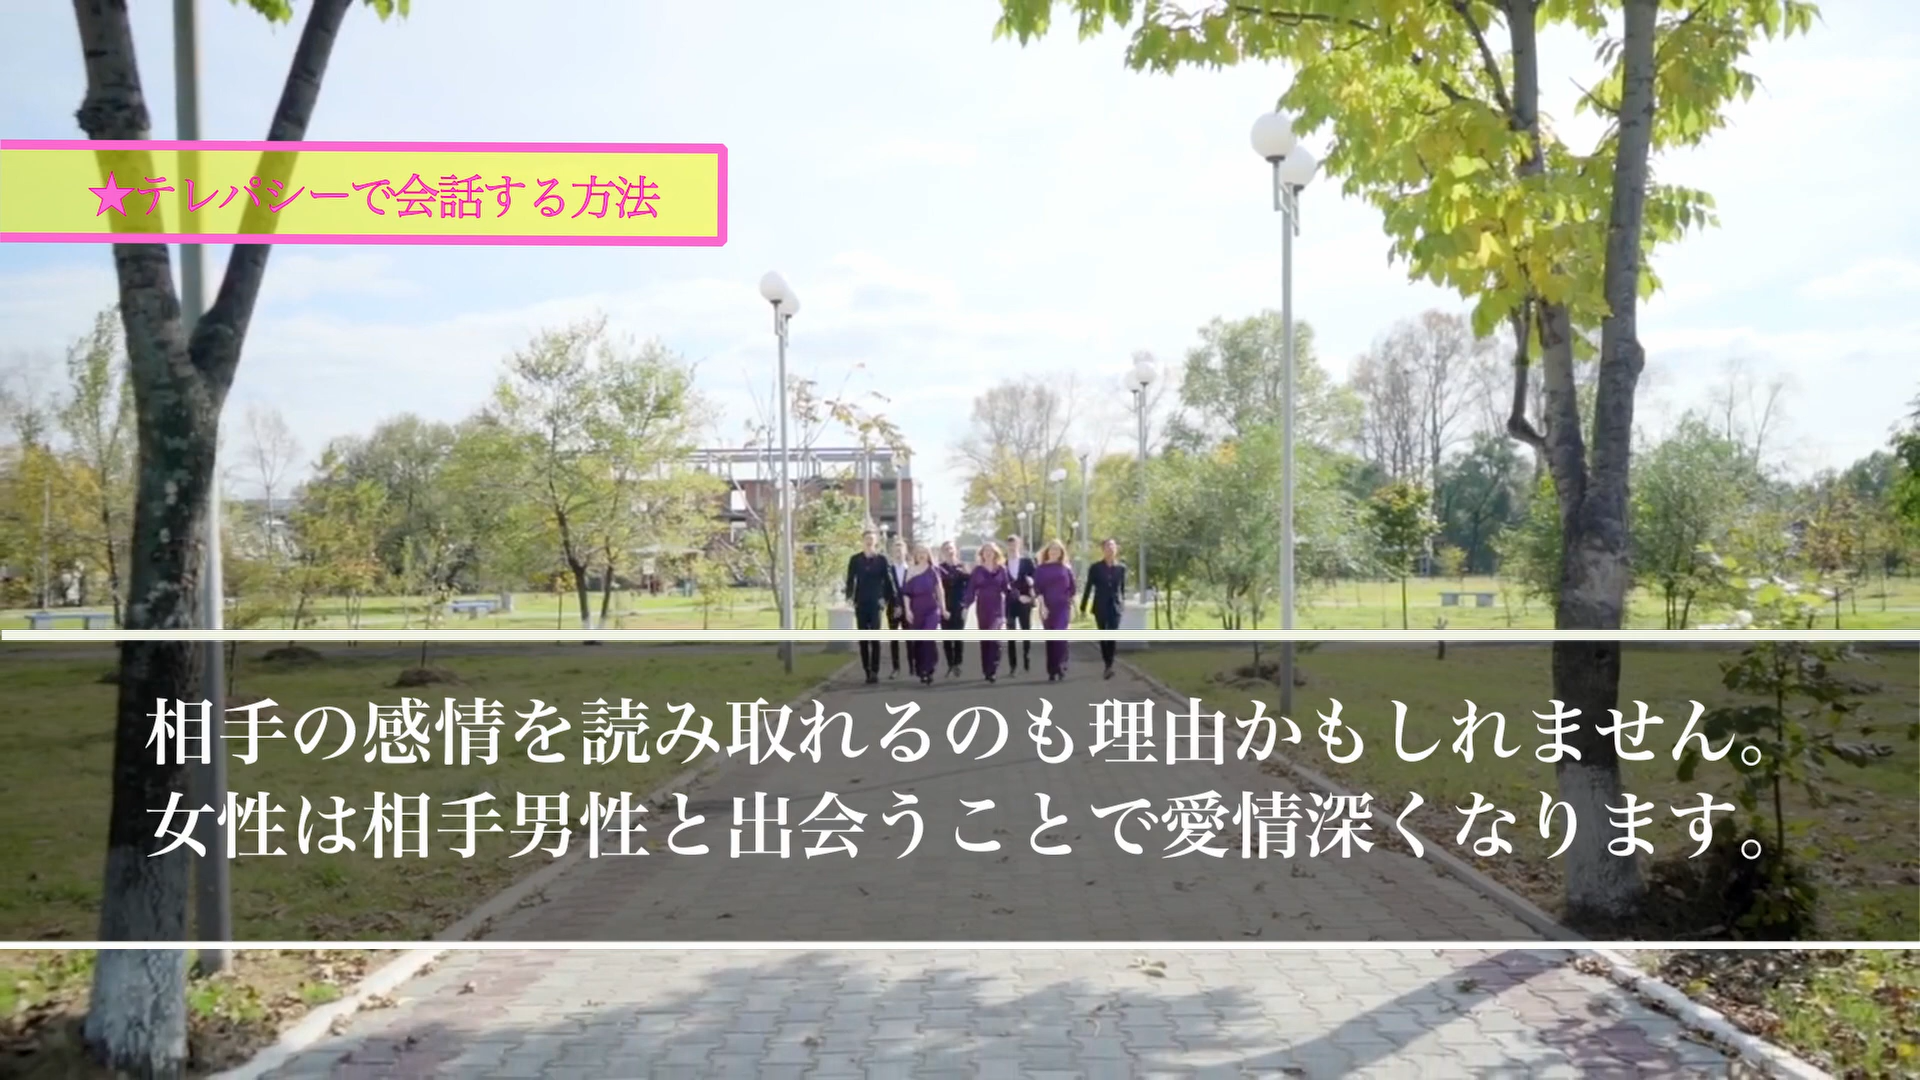 ★テレパシーで会話する方法
相手の感情を読み取れるのも理由かもしれません。
女性は相手男性と出会うことで愛情深くなります。